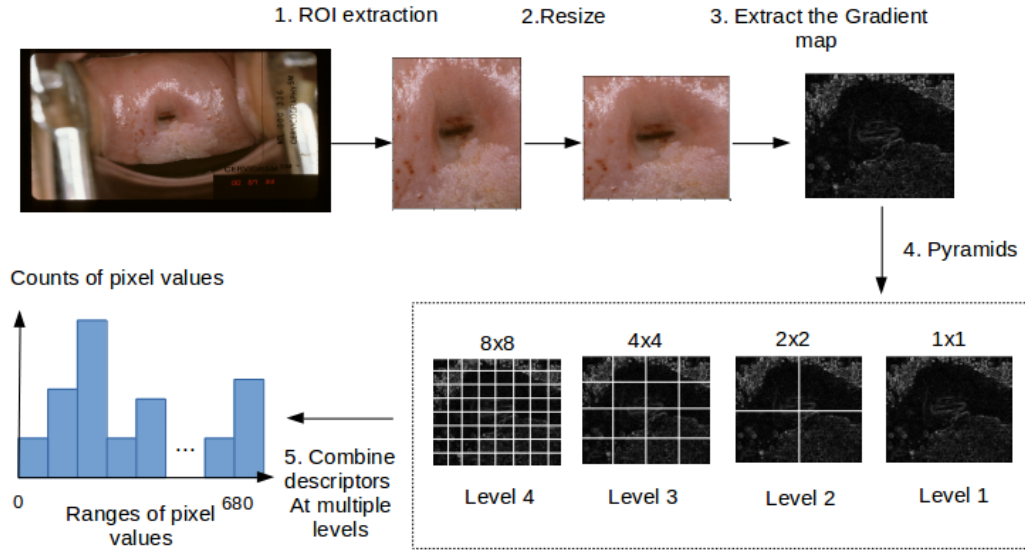 1. ROI extraction
2.Resize
3. Extract the Gradient
map
4. Pyramids
Counts of pixel values
...
0
680
Ranges of pixel
values
5. Combine
descriptors
At multiple
levels
8x8
4x4
2x2
1x1
Level 4
Level 3
Level 2
Level 1